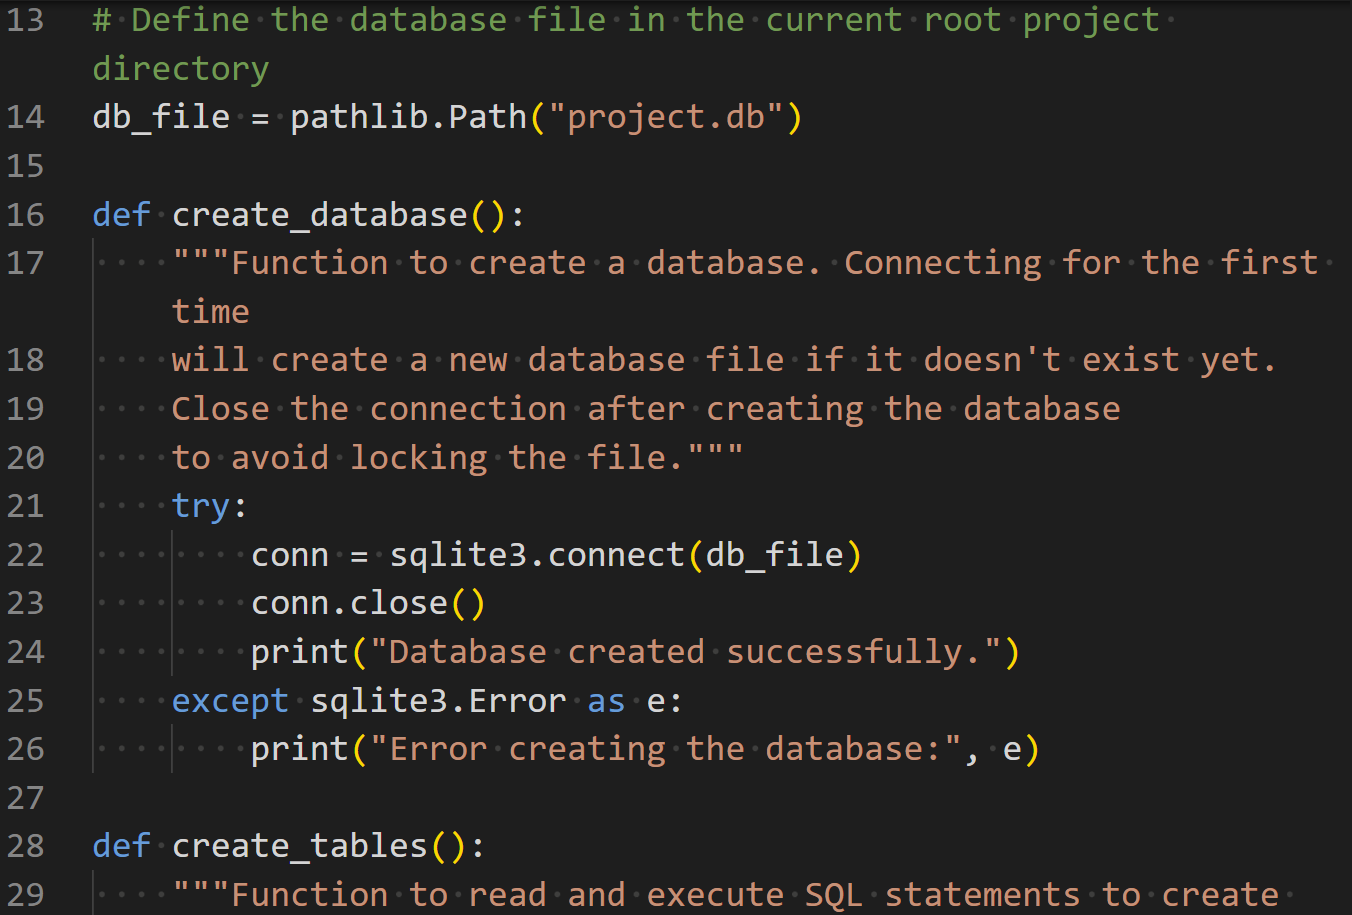 13 # Define the database file in the current root project
directory
14 db_file = pathlib.Path("project.db")
15
16 def create_database():
17     """Function to create a database. Connecting for the first
time
18     will create a new database file if it doesn't exist yet.
19     Close the connection after creating the database
20     to avoid locking the file."""
21     try:
22         conn = sqlite3.connect(db_file)
23         conn.close()
24         print("Database created successfully.")
25     except sqlite3.Error as e:
26         print("Error creating the database:", e)
27
28 def create_tables():
29     """Function to read and execute SQL statements to create